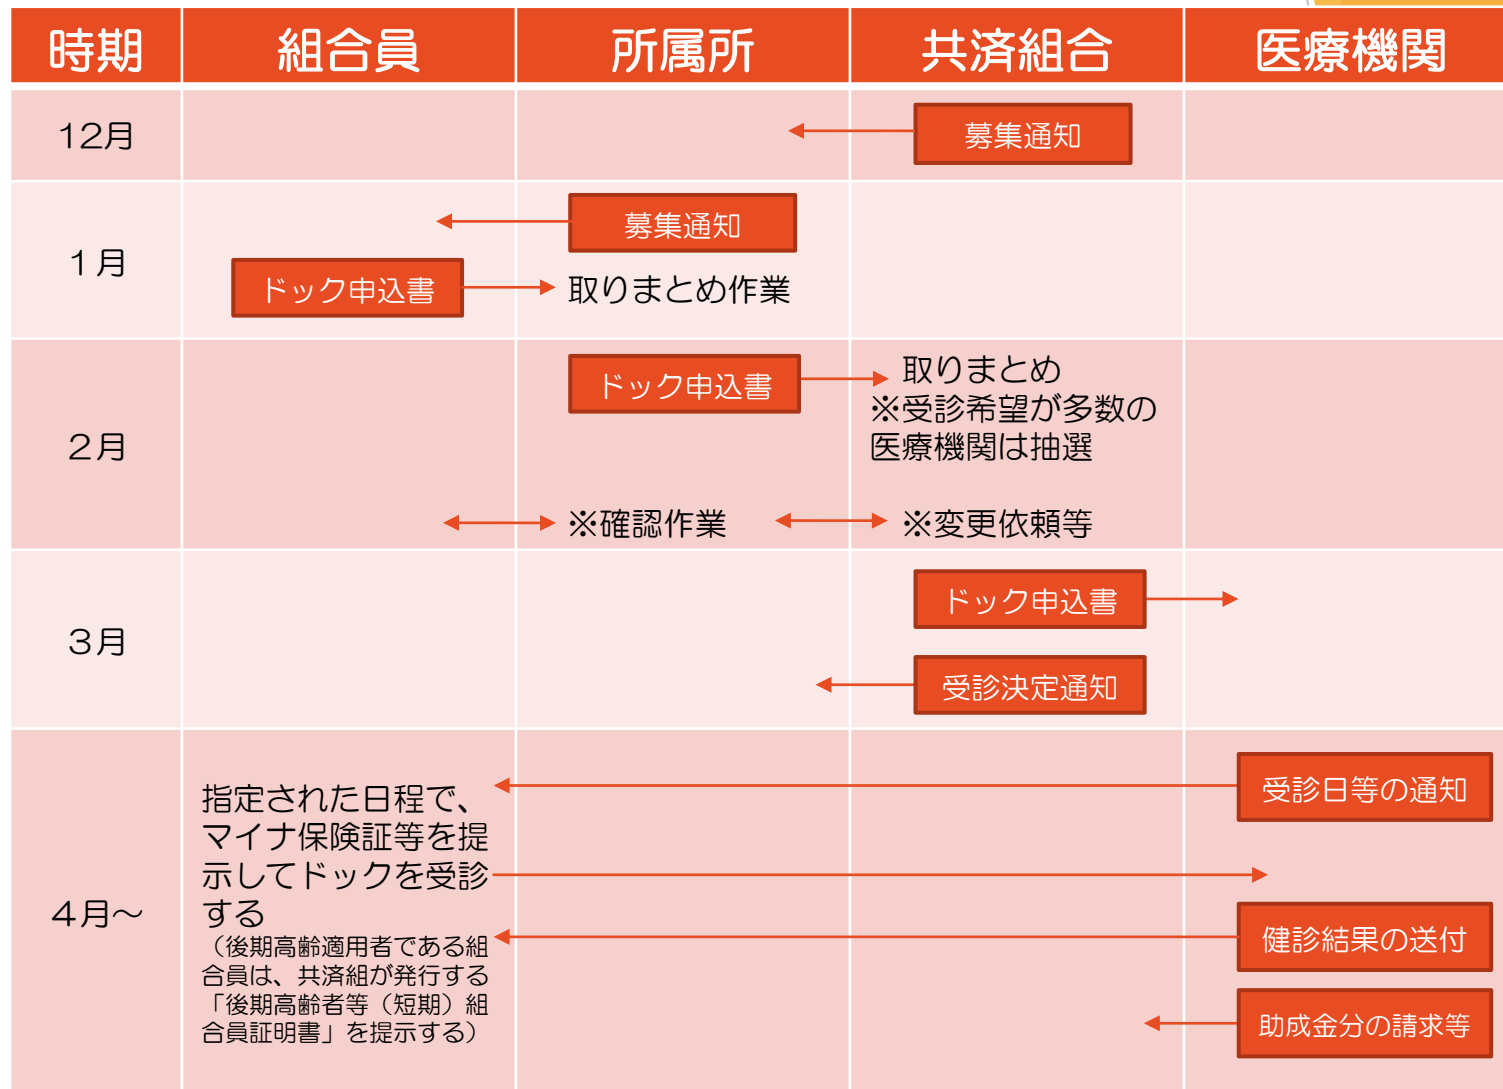 時期 組合員 所属所 共済組合 医療機関
12月
募集通知
1月
募集通知
ドック申込書
取りまとめ作業
2月
ドック申込書
取りまとめ
※受診希望が多数の
医療機関は抽選
※確認作業
※変更依頼等
3月
ドック申込書
受診決定通知
4月～
受診日等の通知
指定された日程で、
マイナ保険証等を提
示してドックを受診
する
（後期高齢適用者である組
合員は、共済組が発行する
「後期高齢者等（短期）組
合員証明書」を提示する）
健診結果の送付
助成金分の請求等